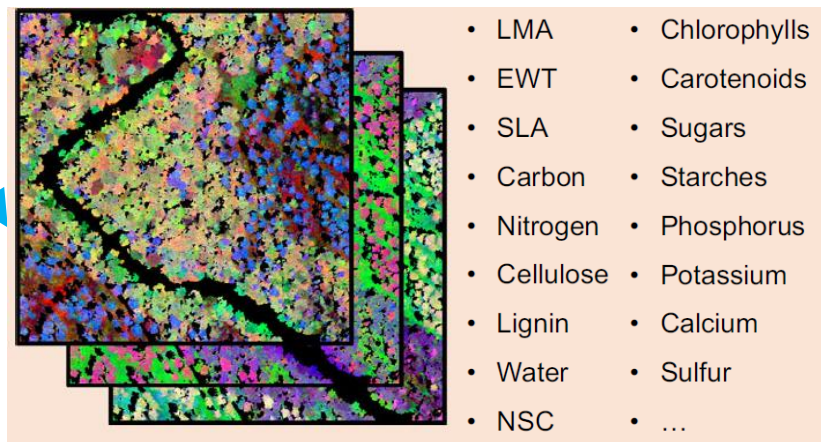 • LMA
• EWT
• SLA
• Carbon
• Nitrogen
• Cellulose
• Lignin
• Water
• NSC
• Chlorophylls
• Carotenoids
• Sugars
• Starches
• Phosphorus
• Potassium
• Calcium
• Sulfur
• …